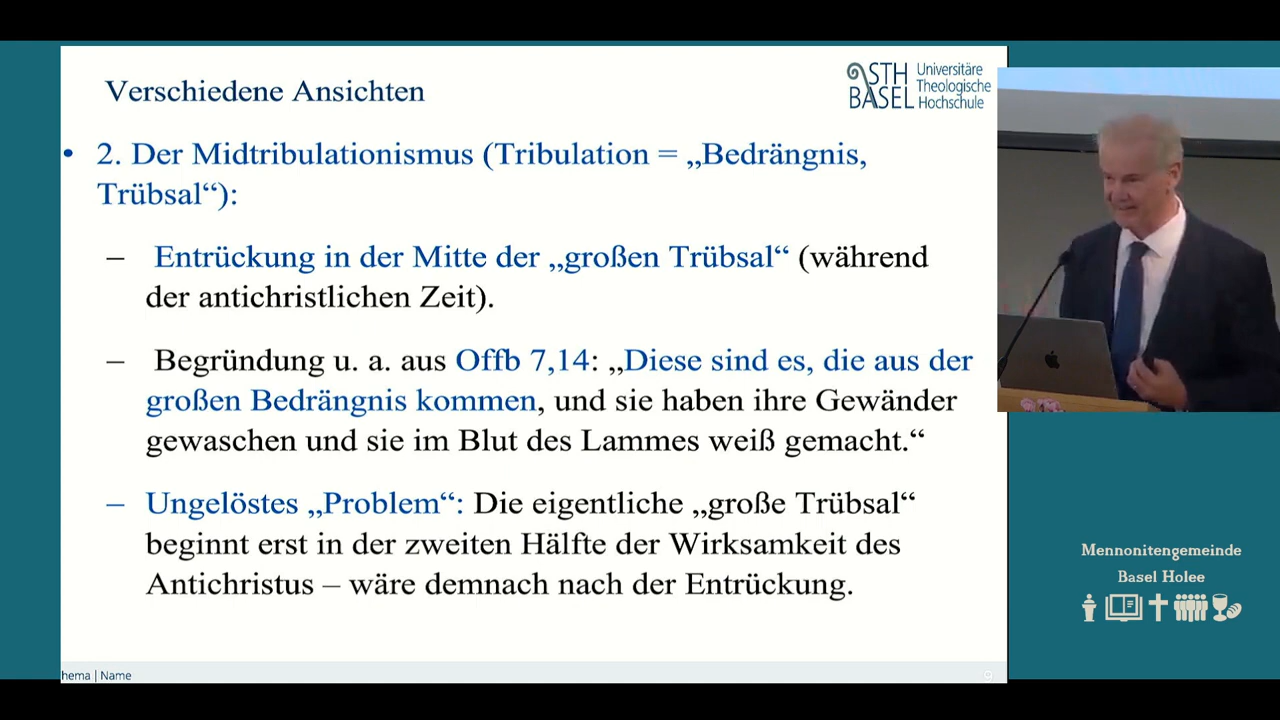 Verschiedene Ansichten
STH BASEL
Universitäre
Theologische
Hochschule
• 2. Der Midtribulationismus (Tribulation = „Bedrängnis,
Trübsal“):
– Entrückung in der Mitte der „großen Trübsal“ (während
der antichristlichen Zeit).
– Begründung u. a. aus Offb 7,14: „Diese sind es, die aus der
großen Bedrängnis kommen, und sie haben ihre Gewänder
gewaschen und sie im Blut des Lammes weiß gemacht.“
– Ungelöstes „Problem“: Die eigentliche „große Trübsal“
beginnt erst in der zweiten Hälfte der Wirksamkeit des
Antichristus – wäre demnach nach der Entrückung.
hema | Name
9
Mennonitengemeinde
Basel Holee